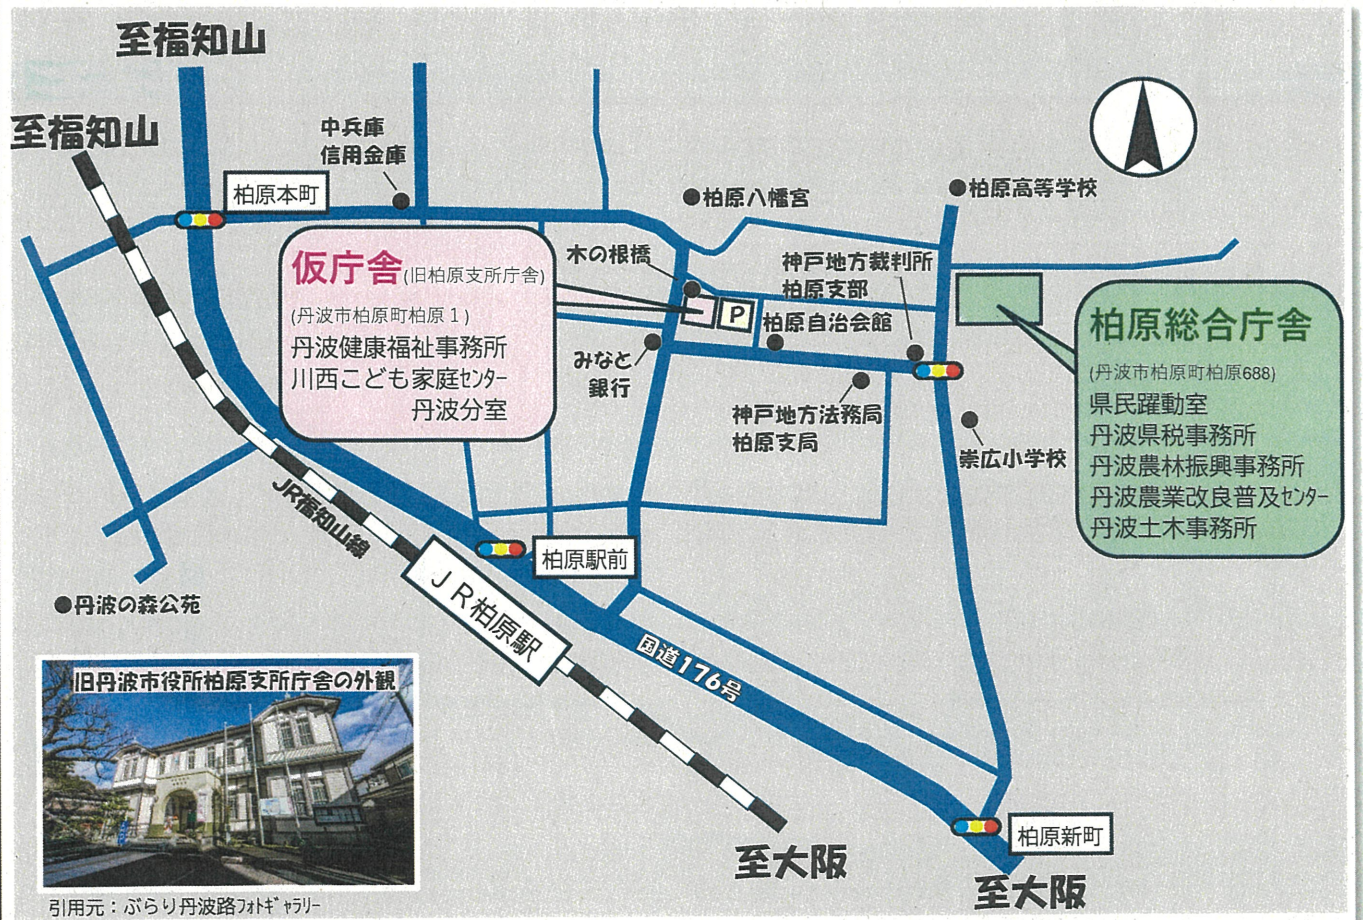 至福知山
至福知山
中兵庫
信用金庫
柏原本町
柏原八幡宮
柏原高等学校
仮庁舎(旧柏原支所庁舎)
(丹波市柏原町柏原1)
丹波健康福祉事務所
川西こども家庭ｾﾝﾀｰ
丹波分室
木の根橋
P
神戸地方裁判所
柏原支部
柏原自治会館
みなと
銀行
神戸地方法務局
柏原支局
崇広小学校
柏原総合庁舎
(丹波市柏原町柏原688)
県民躍動室
丹波県税事務所
丹波農林振興事務所
丹波農業改良普及ｾﾝﾀｰ
丹波土木事務所
JR福知山線
柏原駅前
JR柏原駅
丹波の森公苑
国道176号
旧丹波市役所柏原支所庁舎の外観
柏原新町
至大阪
至大阪
引用元：ぶらり丹波路ﾌｫﾄｷﾞｬﾗﾘｰ